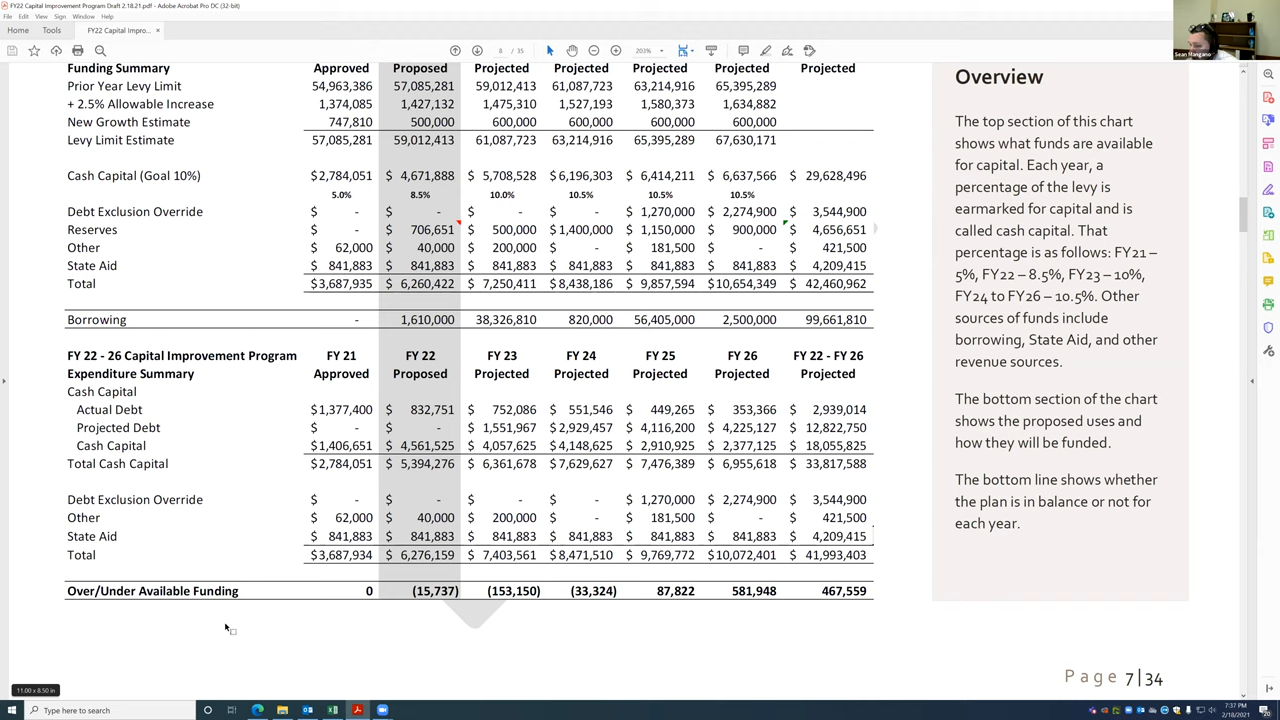 FY22 Capital Improvement Program Draft 2.18.21.pdf - Adobe Acrobat Pro DC (32-bit)
File Edit View Sign Window Help
Home Tools FY22 Capital Impro... ×
8 / 35 203%
Sean Mangano
Funding Summary Approved Proposed Projected Projected Projected Projected Projected
Prior Year Levy Limit 54,963,386 57,085,281 59,012,413 61,087,723 63,214,916 65,395,289
+ 2.5% Allowable Increase 1,374,085 1,427,132 1,475,310 1,527,193 1,580,373 1,634,882
New Growth Estimate 747,810 500,000 600,000 600,000 600,000 600,000
Levy Limit Estimate 57,085,281 59,012,413 61,087,723 63,214,916 65,395,289 67,630,171
Cash Capital (Goal 10%) $2,784,051 $ 4,671,888 $ 5,708,528 $6,196,303 $ 6,414,211 $ 6,637,566 $ 29,628,496
5.0% 8.5% 10.0% 10.5% 10.5% 10.5%
Debt Exclusion Override $ - $ - $ - $ - $ 1,270,000 $ 2,274,900 $ 3,544,900
Reserves $ - $ 706,651 $ 500,000 $1,400,000 $ 1,150,000 $ 900,000 $ 4,656,651
Other $ 62,000 $ 40,000 $ 200,000 $ - $ 181,500 $ - $ 421,500
State Aid $ 841,883 $ 841,883 $ 841,883 $ 841,883 $ 841,883 $ 841,883 $ 4,209,415
Total $3,687,935 $ 6,260,422 $ 7,250,411 $8,438,186 $ 9,857,594 $10,654,349 $ 42,460,962
Borrowing - 1,610,000 38,326,810 820,000 56,405,000 2,500,000 99,661,810
FY 22 - 26 Capital Improvement Program FY 21 FY 22 FY 23 FY 24 FY 25 FY 26 FY 22 - FY 26
Expenditure Summary Approved Proposed Projected Projected Projected Projected Projected
Cash Capital
Actual Debt $1,377,400 $ 832,751 $ 752,086 $ 551,546 $ 449,265 $ 353,366 $ 2,939,014
Projected Debt $ - $ - $ 1,551,967 $2,929,457 $ 4,116,200 $ 4,225,127 $ 12,822,750
Cash Capital $1,406,651 $ 4,561,525 $ 4,057,625 $ 4,148,625 $ 2,910,925 $ 2,377,125 $ 18,055,825
Total Cash Capital $2,784,051 $ 5,394,276 $ 6,361,678 $7,629,627 $ 7,476,389 $ 6,955,618 $ 33,817,588
Debt Exclusion Override $ - $ - $ - $ - $ 1,270,000 $ 2,274,900 $ 3,544,900
Other $ 62,000 $ 40,000 $ 200,000 $ - $ 181,500 $ - $ 421,500
State Aid $ 841,883 $ 841,883 $ 841,883 $ 841,883 $ 841,883 $ 841,883 $ 4,209,415
Total $3,687,934 $ 6,276,159 $ 7,403,561 $ 8,471,510 $ 9,769,772 $10,072,401 $ 41,993,403
Over/Under Available Funding 0 (15,737) (153,150) (33,324) 87,822 581,948 467,559
Overview
The top section of this chart
shows what funds are available
for capital. Each year, a
percentage of the levy is
earmarked for capital and is
called cash capital. That
percentage is as follows: FY21 –
5%, FY22 – 8.5%, FY23 – 10%,
FY24 to FY26 – 10.5%. Other
sources of funds include
borrowing, State Aid, and other
revenue sources.
The bottom section of the chart
shows the proposed uses and
how they will be funded.
The bottom line shows whether
the plan is in balance or not for
each year.
Page 7|34
11.00 x 8.50 in
Type here to search
7:37 PM
2/18/2021
20